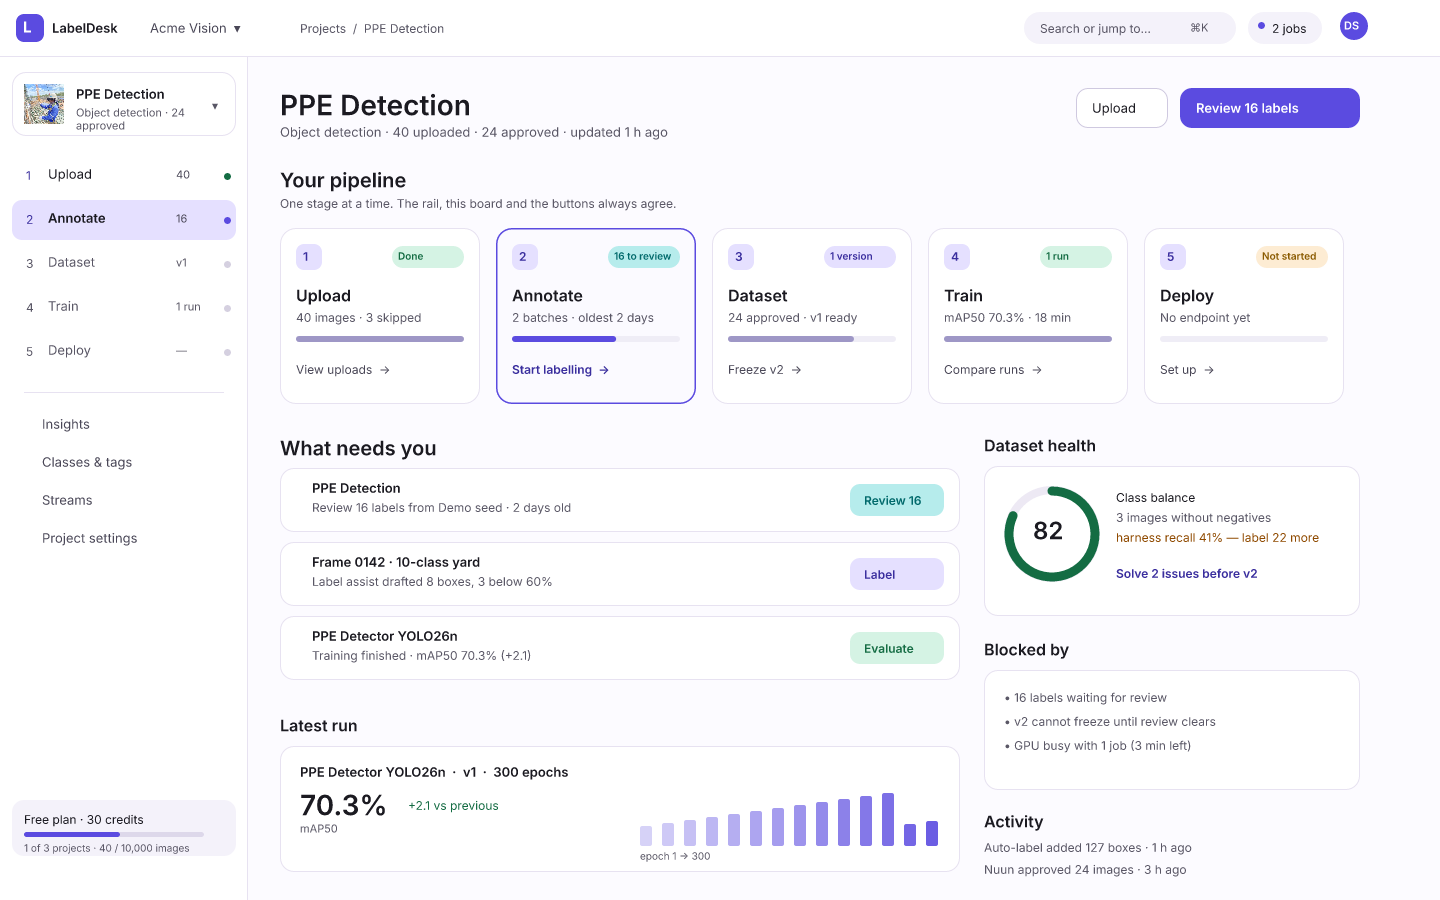 L LabelDesk Acme Vision ▾ Projects / PPE Detection Search or jump to... ⌘K 2 jobs DS
PPE Detection ▾
Object detection · 24
approved
1 Upload 40
2 Annotate 16
3 Dataset v1
4 Train 1 run
5 Deploy —
Insights
Classes & tags
Streams
Project settings
Free plan · 30 credits
1 of 3 projects · 40 / 10,000 images
PPE Detection
Object detection · 40 uploaded · 24 approved · updated 1 h ago
Upload
Review 16 labels
Your pipeline
One stage at a time. The rail, this board and the buttons always agree.
1 Done
Upload
40 images · 3 skipped
View uploads →
2 16 to review
Annotate
2 batches · oldest 2 days
Start labelling →
3 1 version
Dataset
24 approved · v1 ready
Freeze v2 →
4 1 run
Train
mAP50 70.3% · 18 min
Compare runs →
5 Not started
Deploy
No endpoint yet
Set up →
What needs you
PPE Detection
Review 16 labels from Demo seed · 2 days old
Review 16
Frame 0142 · 10-class yard
Label assist drafted 8 boxes, 3 below 60%
Label
PPE Detector YOLO26n
Training finished · mAP50 70.3% (+2.1)
Evaluate
Latest run
PPE Detector YOLO26n · v1 · 300 epochs
70.3% +2.1 vs previous
mAP50
epoch 1 → 300
Dataset health
82
Class balance
3 images without negatives
harness recall 41% — label 22 more
Solve 2 issues before v2
Blocked by
• 16 labels waiting for review
• v2 cannot freeze until review clears
• GPU busy with 1 job (3 min left)
Activity
Auto-label added 127 boxes · 1 h ago
Nuun approved 24 images · 3 h ago